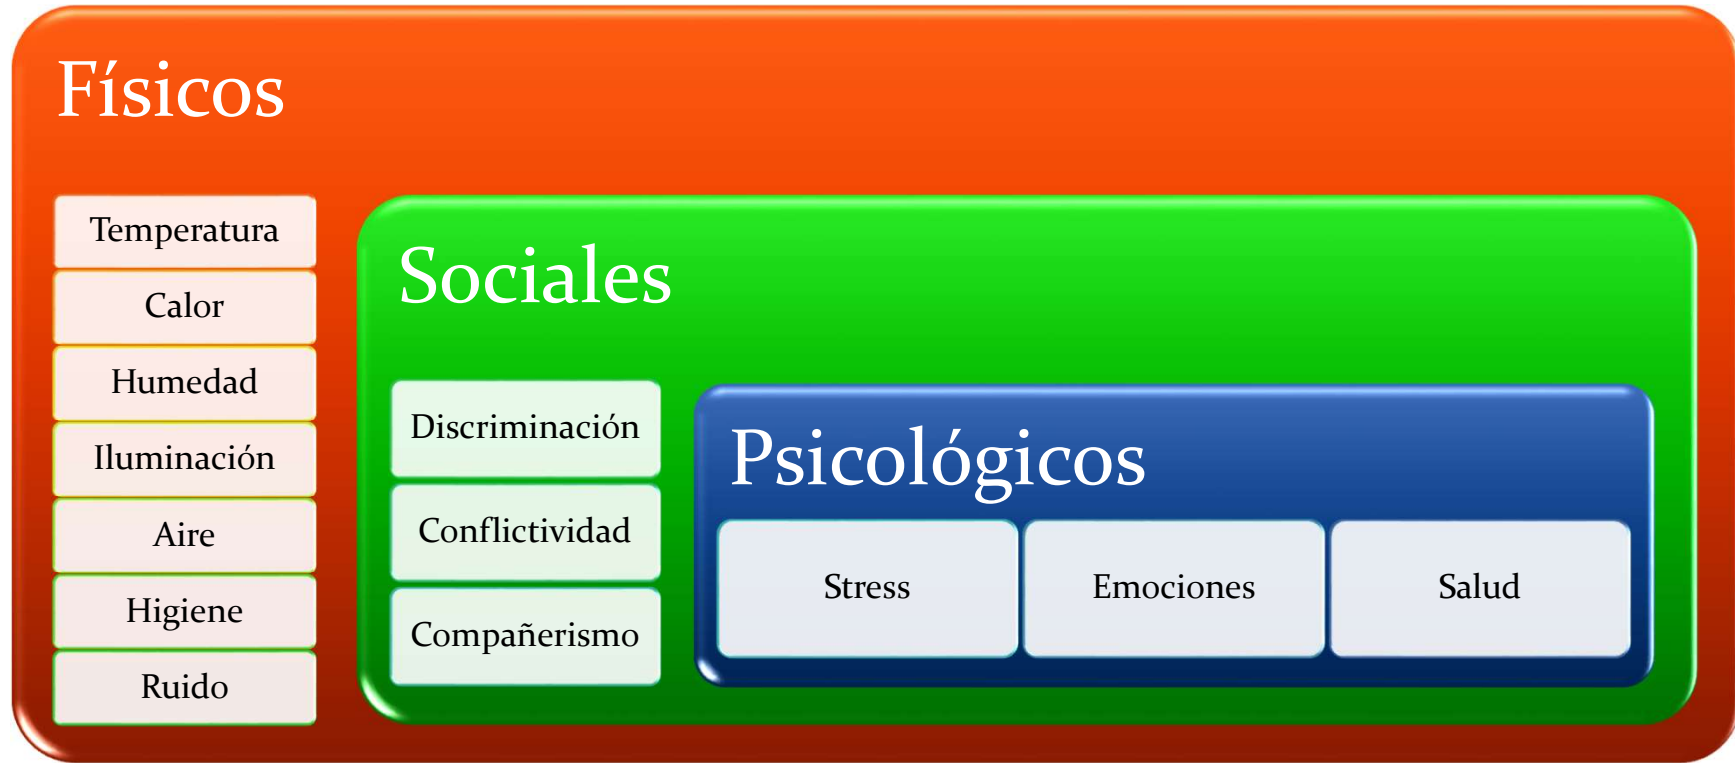 Físicos
Temperatura
Calor
Humedad
Iluminación
Aire
Higiene
Ruido
Sociales
Discriminación
Conflictividad
Compañerismo
Psicológicos
Stress
Emociones
Salud